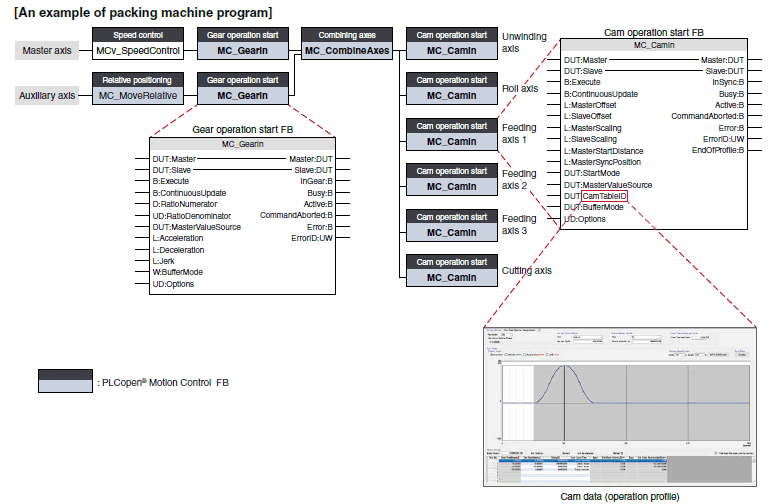 [An example of packing machine program]
Master axis
Speed control
MCv_SpeedControl
Gear operation start
MC_GearIn
Combining axes
MC_CombineAxes
Cam operation start
MC_CamIn
Unwinding
axis
Auxiliary axis
Relative positioning
MC_MoveRelative
Gear operation start
MC_GearIn
Cam operation start
MC_CamIn
Roll axis
Cam operation start
MC_CamIn
Feeding
axis 1
Cam operation start
MC_CamIn
Feeding
axis 2
Cam operation start
MC_CamIn
Feeding
axis 3
Cam operation start
MC_CamIn
Cutting axis
Gear operation start FB
MC_GearIn
DUT:Master Master:DUT
DUT:Slave Slave:DUT
B:Execute InGear:B
B:ContinuousUpdate Busy:B
D:RatioNumerator Active:B
UD:RatioDenominator CommandAborted:B
DUT:MasterValueSource Error:B
L:Acceleration ErrorID:UW
L:Deceleration
L:Jerk
W:BufferMode
UD:Options
Cam operation start FB
MC_CamIn
DUT:Master Master:DUT
DUT:Slave Slave:DUT
B:Execute InSync:B
B:ContinuousUpdate Busy:B
L:MasterOffset Active:B
L:SlaveOffset CommandAborted:B
L:MasterScaling Error:B
L:SlaveScaling ErrorID:UW
L:MasterStartDistance EndOfProfile:B
L:MasterSyncPosition
DUT:StartMode
DUT:MasterValueSource
DUT:CamTableID
DUT:BufferMode
UD:Options
: PLCopen® Motion Control FB
Cam data (operation profile)